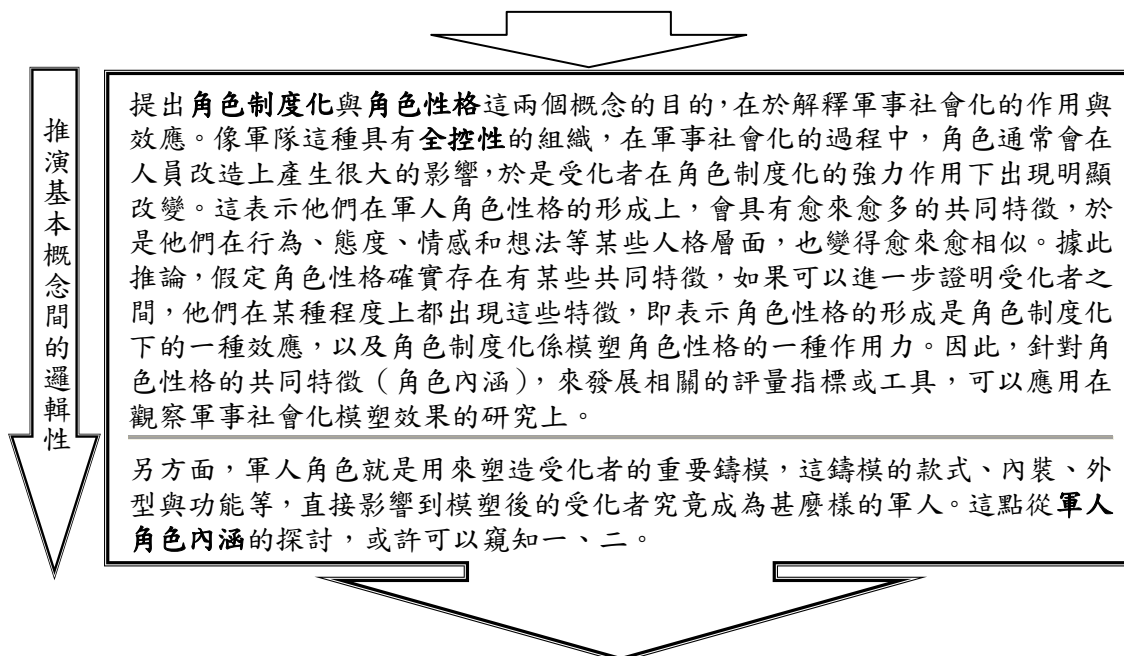 推演基本概念間的邏輯性
提出角色制度化與角色性格這兩個概念的目的，在於解釋軍事社會化的作用與
效應。像軍隊這種具有全控性的組織，在軍事社會化的過程中，角色通常會在
人員改造上產生很大的影響，於是受化者在角色制度化的強力作用下出現明顯
改變。這表示他們在軍人角色性格的形成上，會具有愈來愈多的共同特徵，於
是他們在行為、態度、情感和想法等某些人格層面，也變得愈來愈相似。據此
推論，假定角色性格確實存在有某些共同特徵，如果可以進一步證明受化者之
間，他們在某種程度上都出現這些特徵，即表示角色性格的形成是角色制度化
下的一種效應，以及角色制度化係模塑角色性格的一種作用力。因此，針對角
色性格的共同特徵（角色內涵），來發展相關的評量指標或工具，可以應用在
觀察軍事社會化模塑效果的研究上。
另方面，軍人角色就是用來塑造受化者的重要鑄模，這鑄模的款式、內裝、外
型與功能等，直接影響到模塑後的受化者究竟成為甚麼樣的軍人。這點從軍人
角色內涵的探討，或許可以窺知一、二。